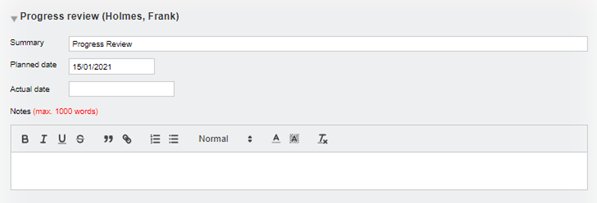 Progress review (Holmes, Frank)
Summary Progress Review
Planned date 15/01/2021
Actual date
Notes (max. 1000 words)
B I U S Normal A A Tx